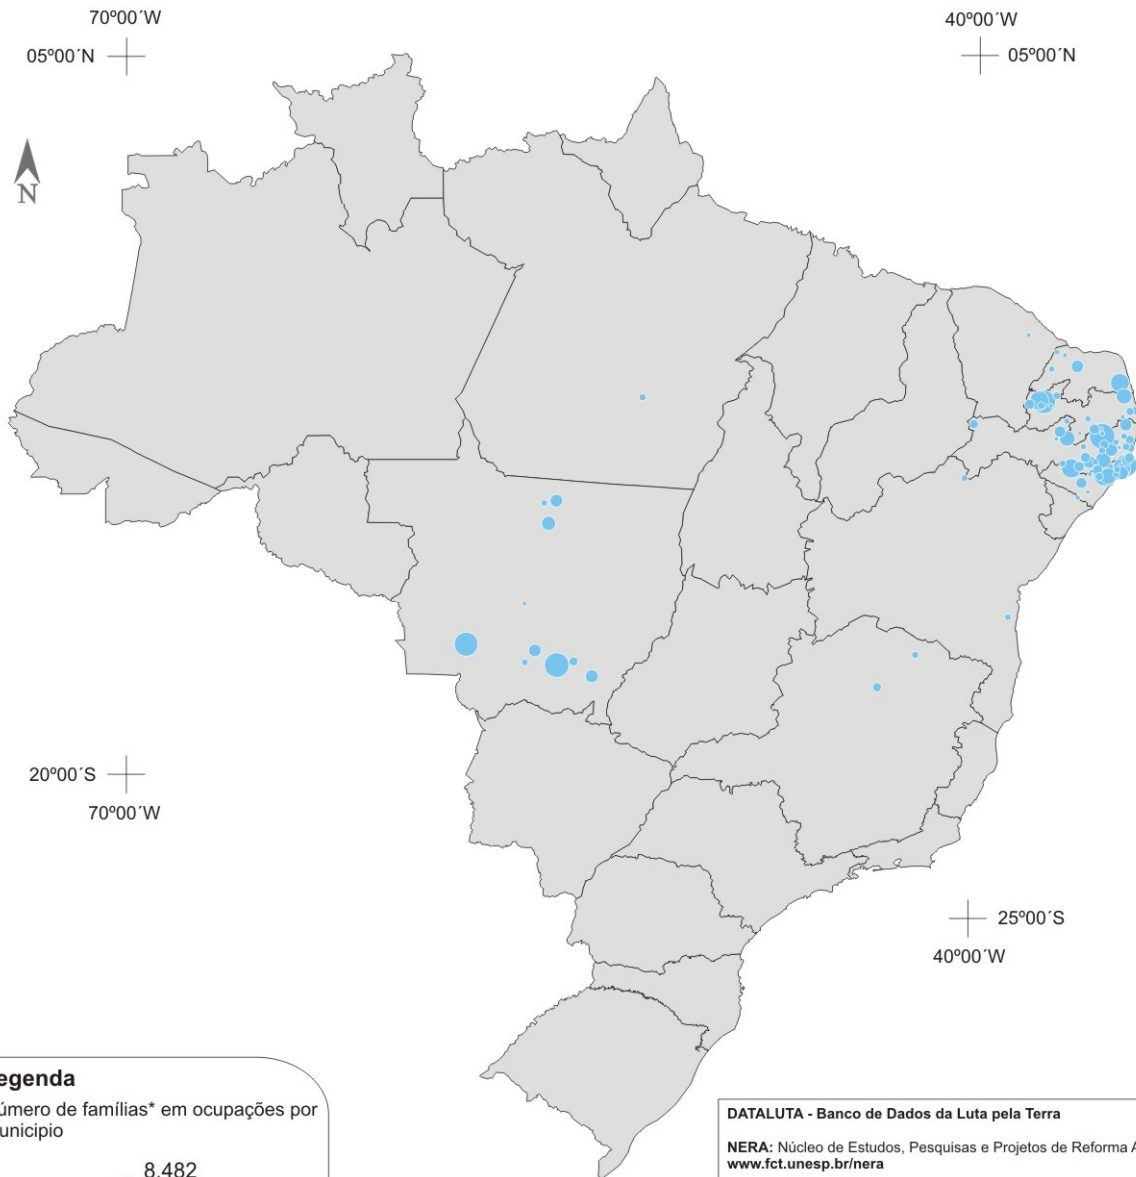 70º00´W
40º00´W
05º00´N
05º00´N
N
20º00´S
70º00´W
25º00´S
40º00´W
egenda
úmero de famílias* em ocupações por
unicipio
8.482
DATALUTA - Banco de Dados da Luta pela Terra
NERA: Núcleo de Estudos, Pesquisas e Projetos de Reforma A
www.fct.unesp.br/nera